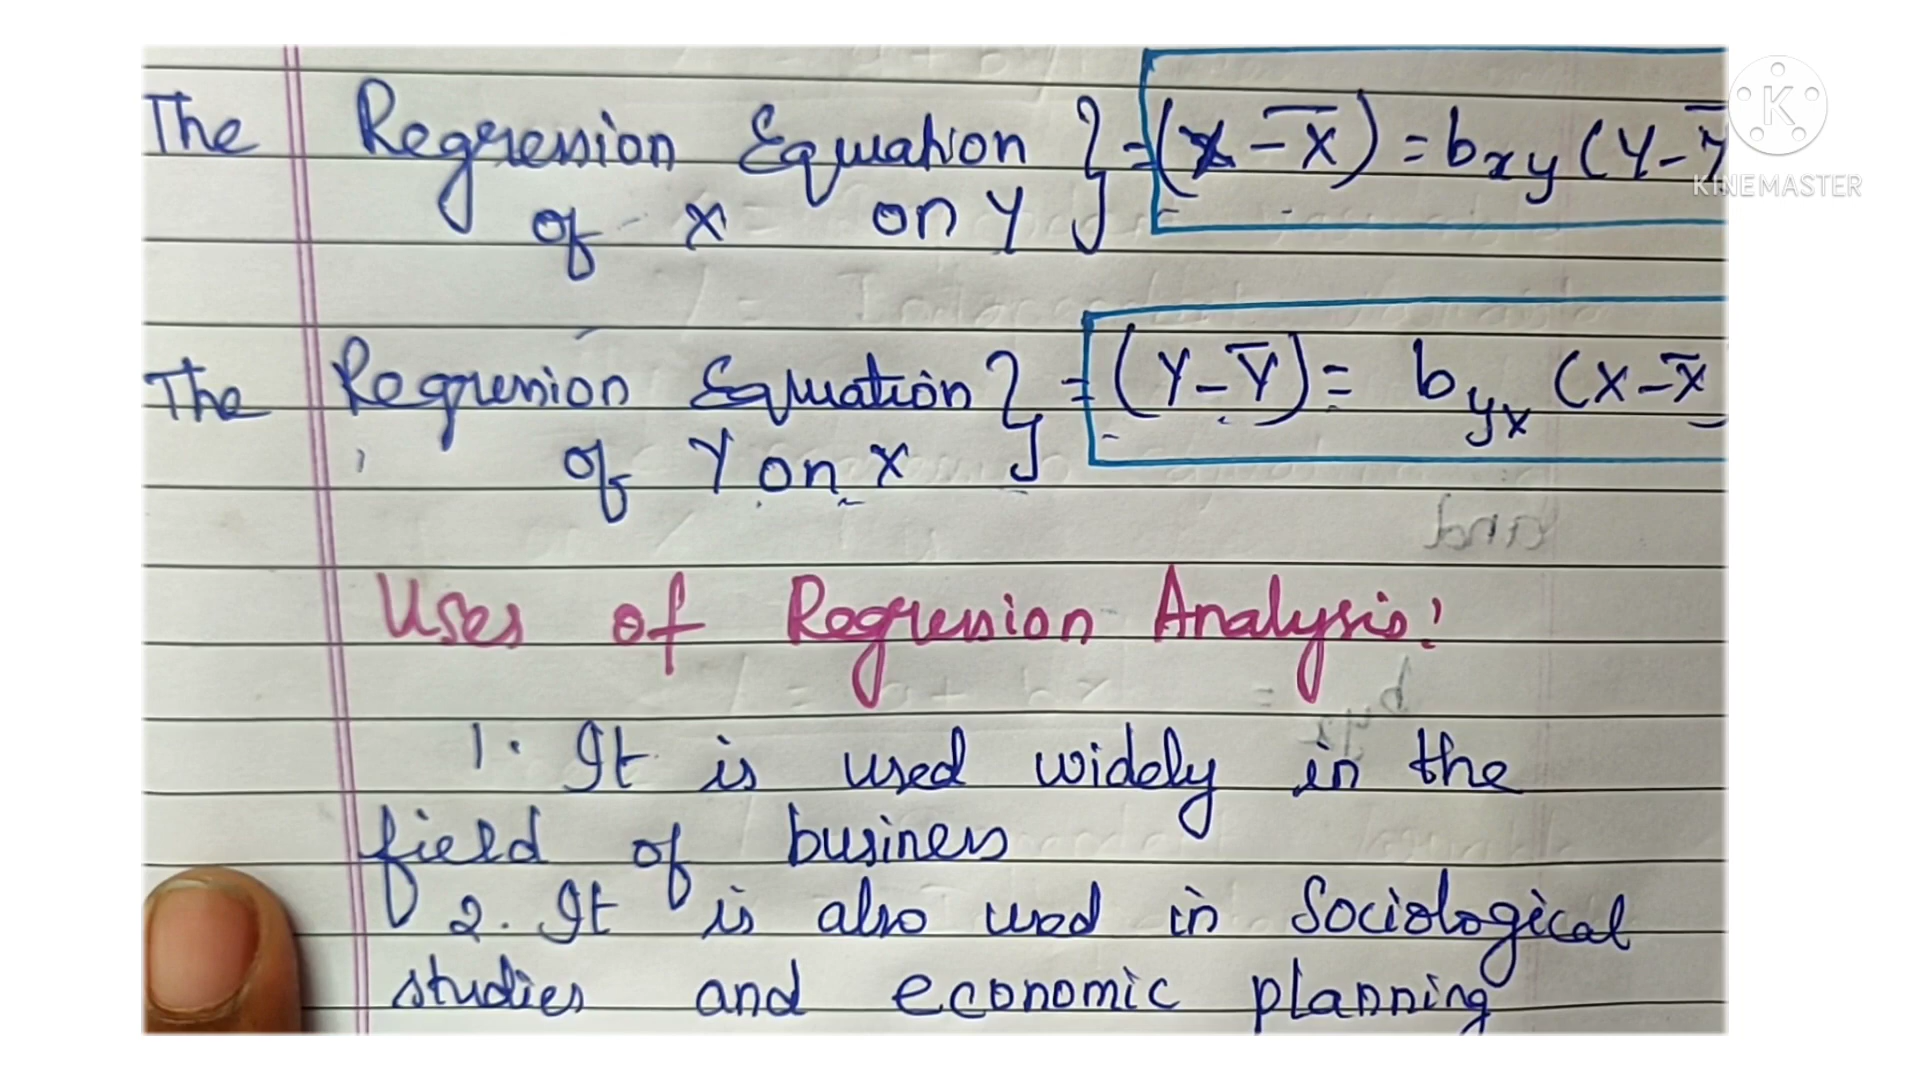 The Regression Equation } = (X - X̅) = bxy (Y - Y̅
of X on Y
KINEMASTER
The Regression Equation } = (Y - Y̅) = byx (X - X̅
of Y on X
Uses of Regression Analysis:
1. It is used widely in the
field of business
2. It is also used in Sociological
studies and economic planning